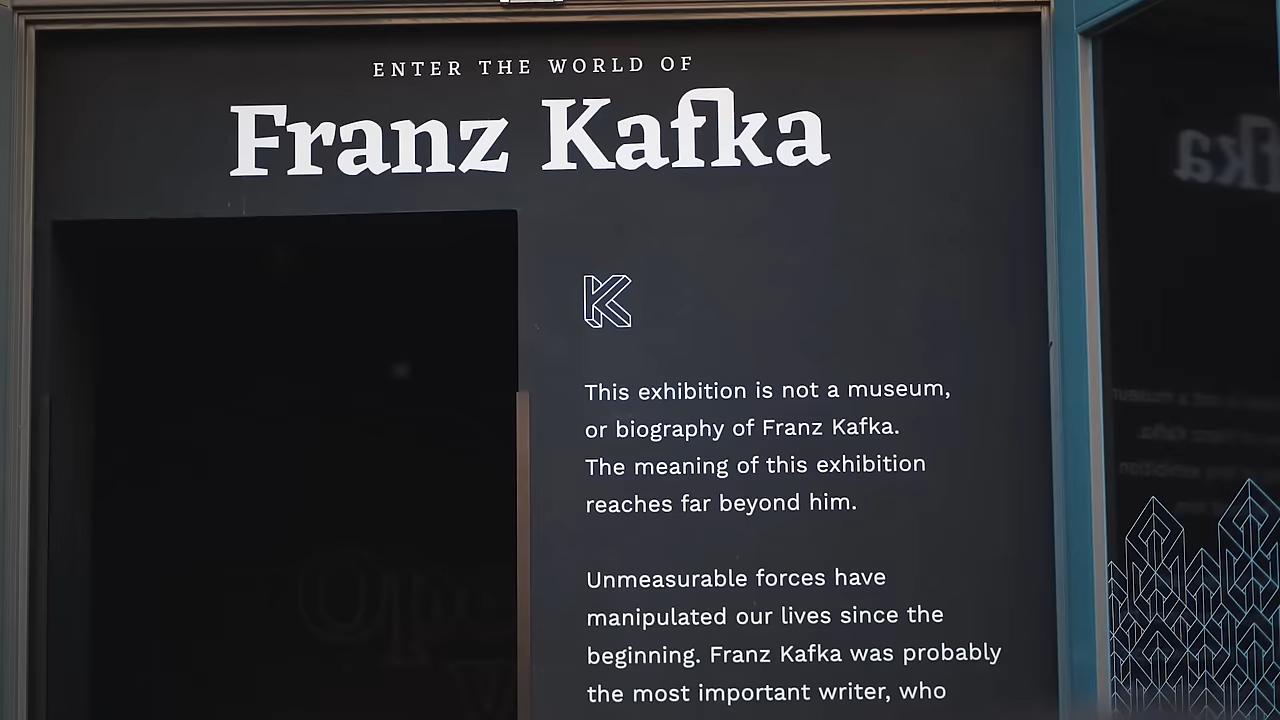 ENTER THE WORLD OF
Franz Kafka
K
This exhibition is not a museum,
or biography of Franz Kafka.
The meaning of this exhibition
reaches far beyond him.
Unmeasurable forces have
manipulated our lives since the
beginning. Franz Kafka was probably
the most important writer, who